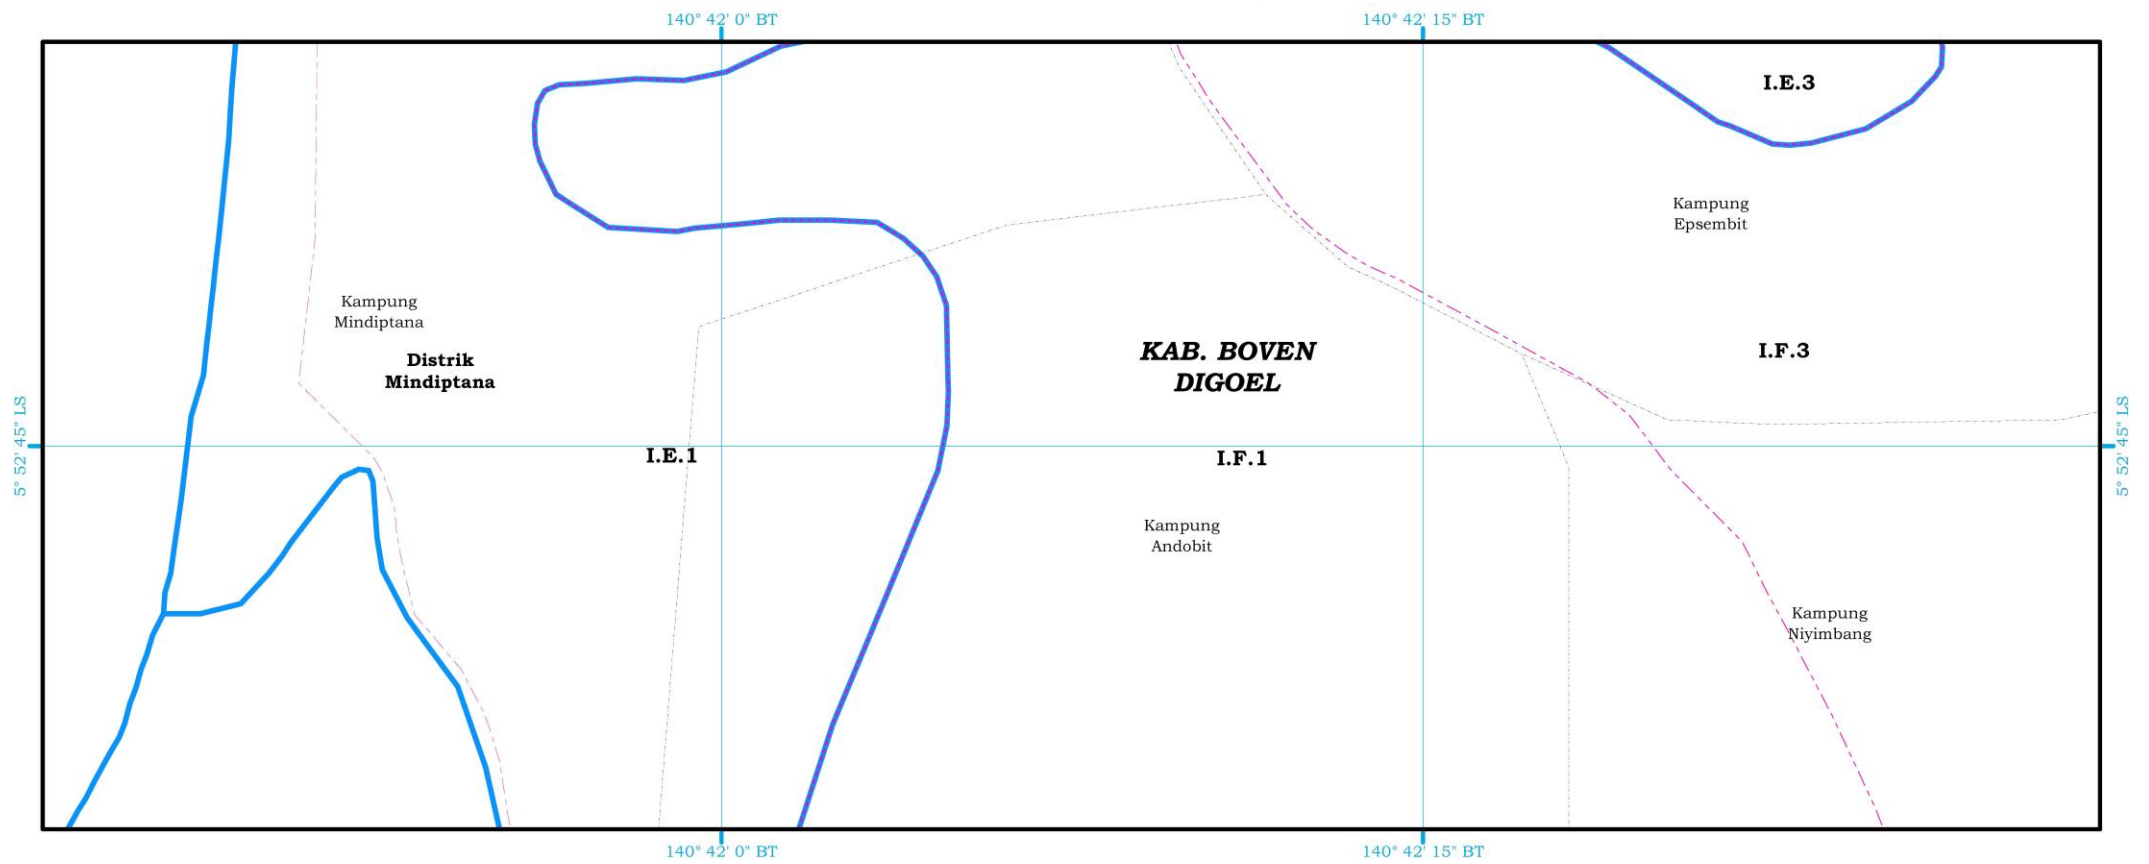 140° 42' 0" BT
140° 42' 15" BT
I.E.3
Kampung
Epsembit
Kampung
Mindiptana
Distrik
Mindiptana
KAB. BOVEN
DIGOEL
I.F.3
5° 52' 45" LS
5° 52' 45" LS
I.E.1
I.F.1
Kampung
Andobit
Kampung
Niyimbang
140° 42' 0" BT
140° 42' 15" BT